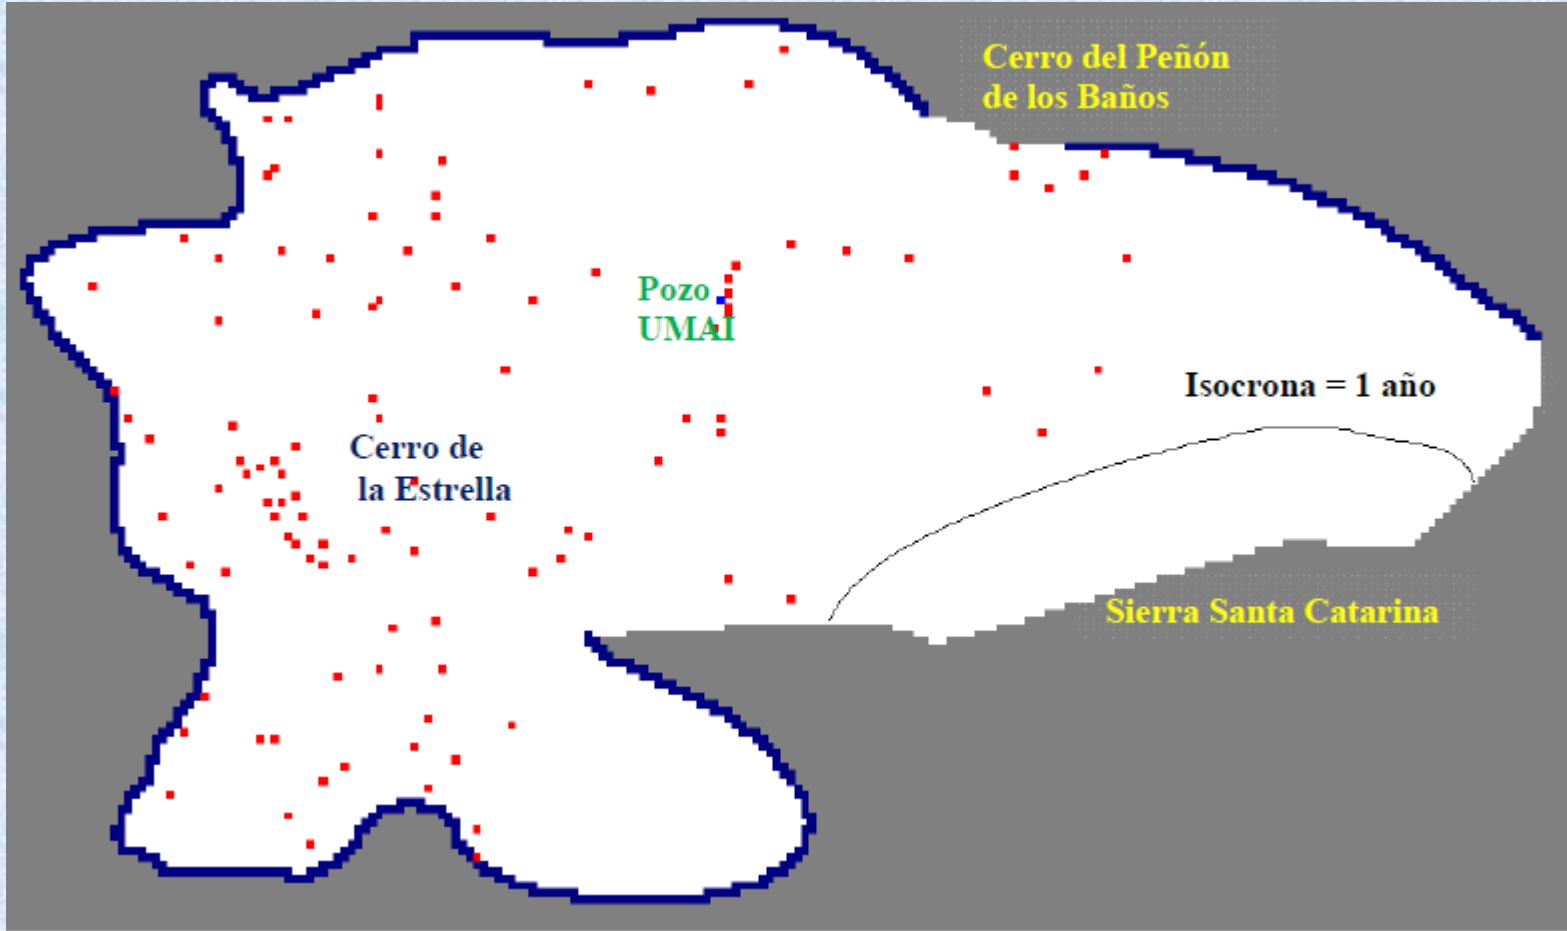 Cerro del Peñón
de los Baños
Pozo
UMAI
Isocrona = 1 año
Cerro de
la Estrella
Sierra Santa Catarina